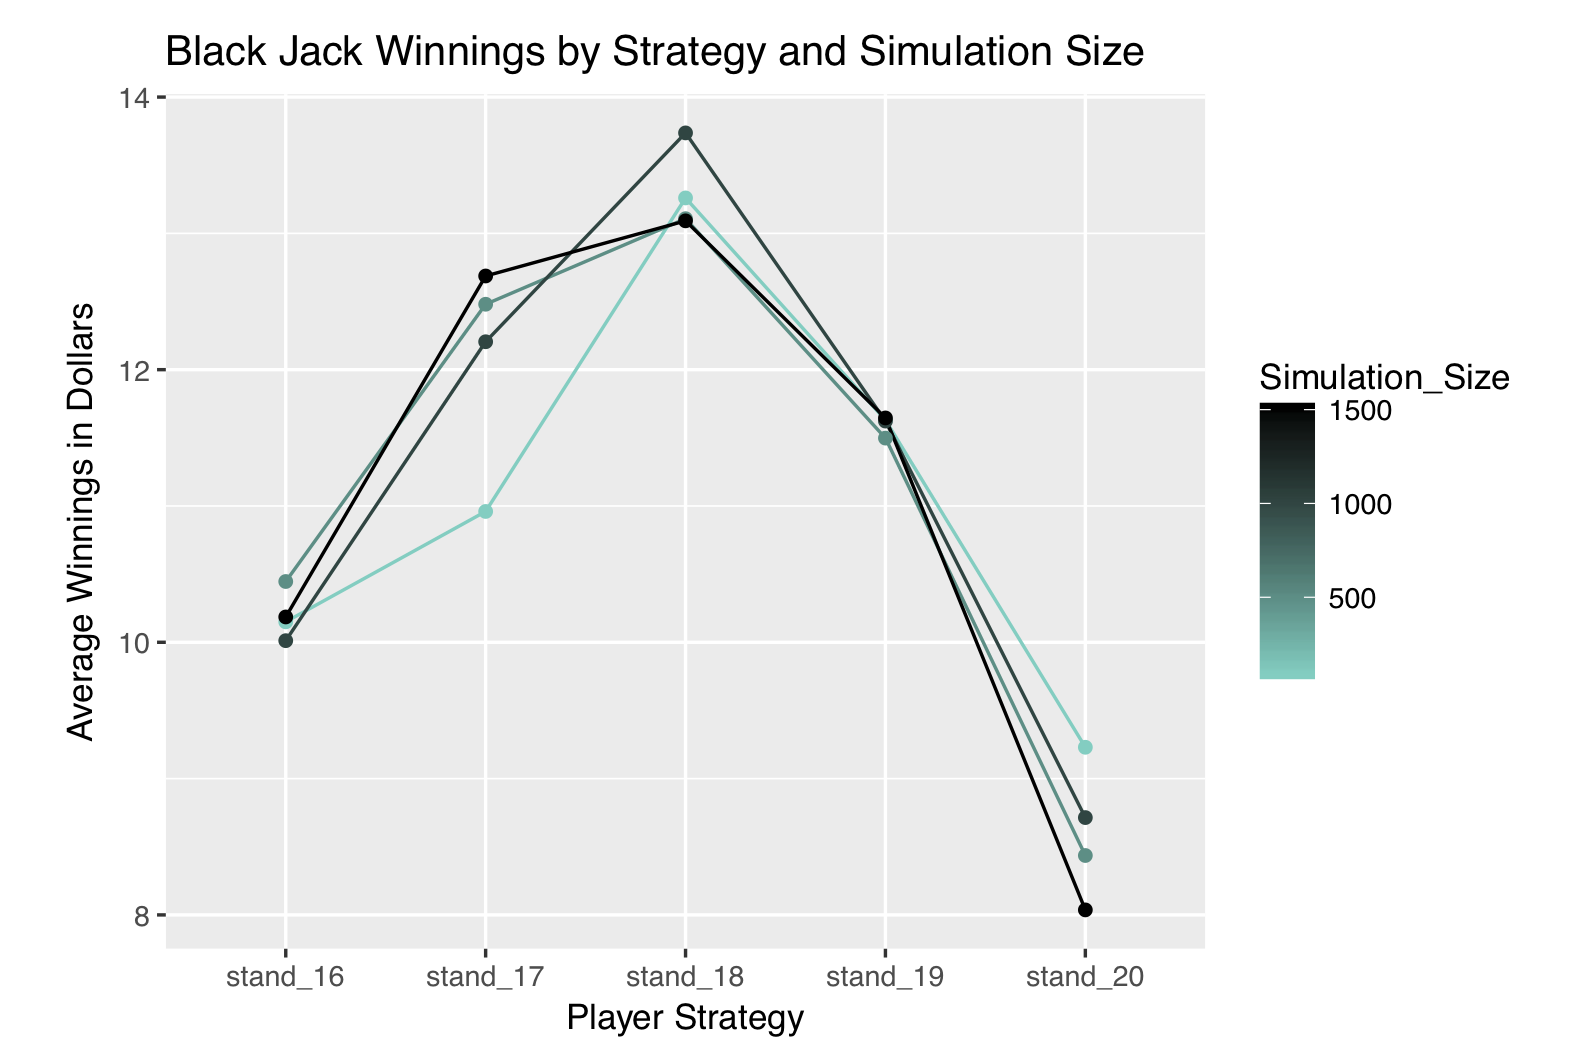 Black Jack Winnings by Strategy and Simulation Size
14
12
10
8
Average Winnings in Dollars
stand_16 stand_17 stand_18 stand_19 stand_20
Player Strategy
Simulation_Size
1500
1000
500